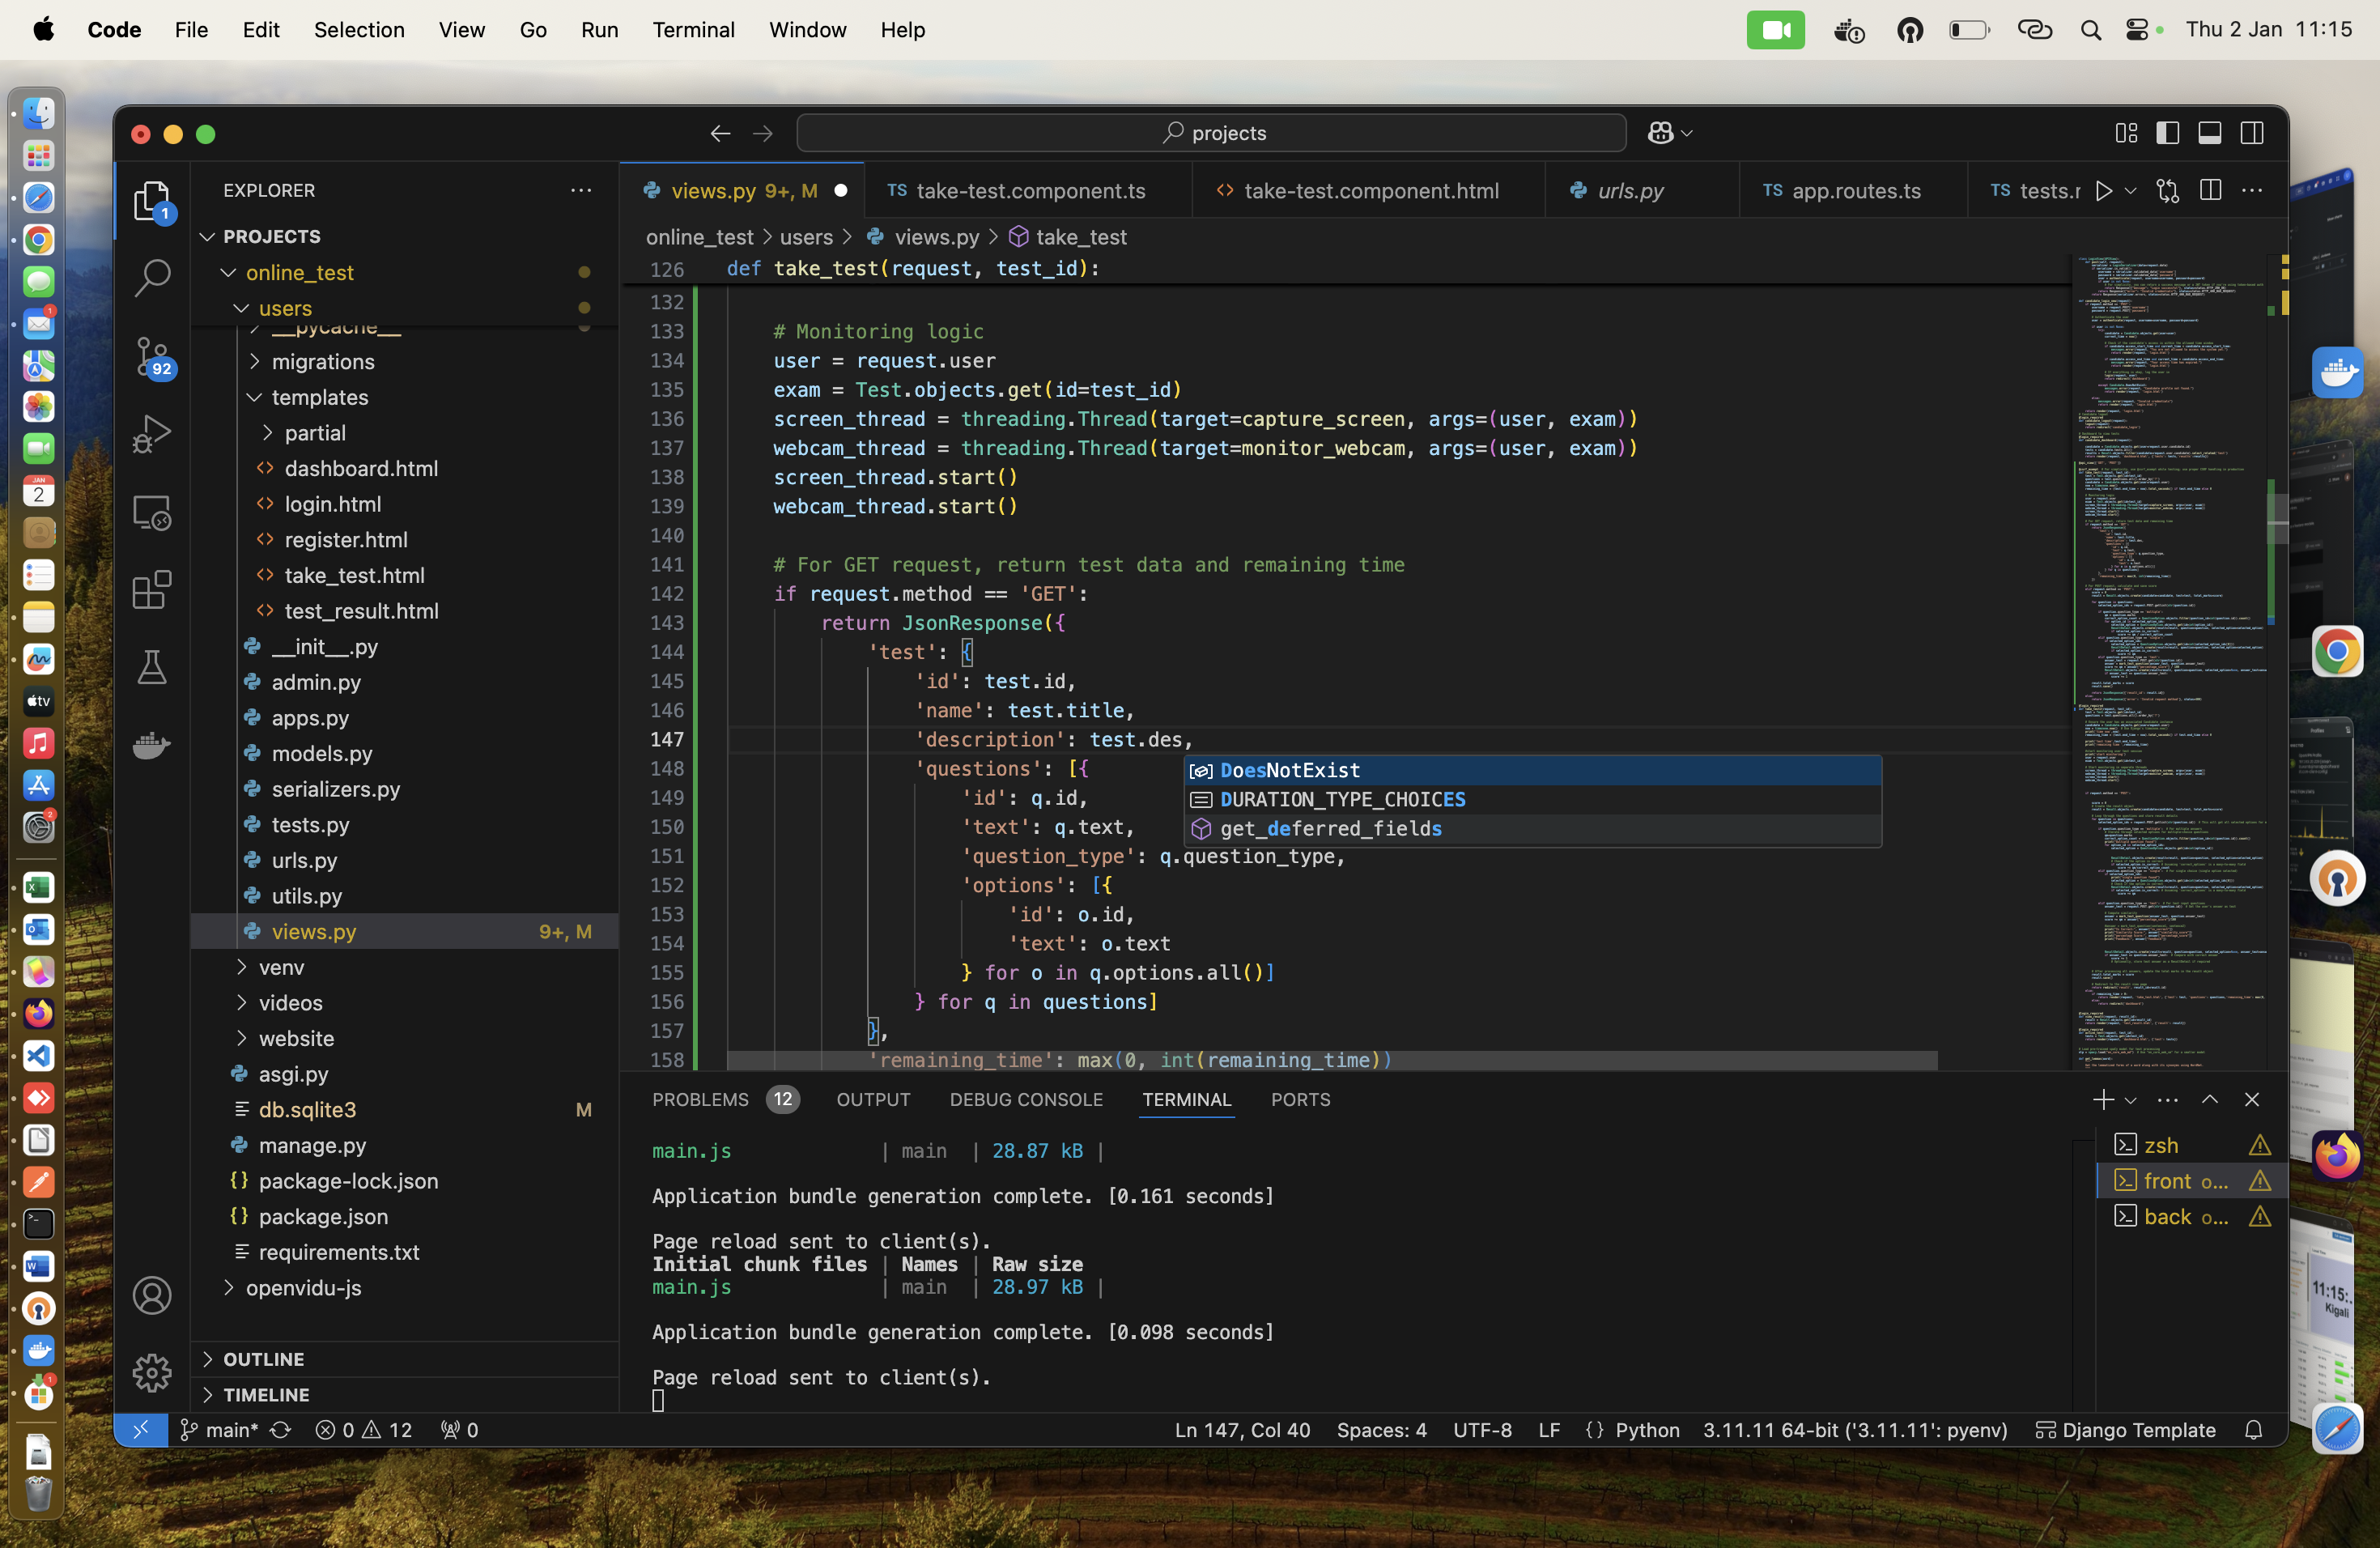 Code File Edit Selection View Go Run Terminal Window Help Thu 2 Jan 11:15
projects
EXPLORER
PROJECTS
online_test
users
__pycache__
migrations
templates
partial
dashboard.html
login.html
register.html
take_test.html
test_result.html
__init__.py
admin.py
apps.py
models.py
serializers.py
tests.py
urls.py
utils.py
views.py 9+, M
venv
videos
website
asgi.py
db.sqlite3 M
manage.py
package-lock.json
package.json
requirements.txt
openvidu-js
OUTLINE
TIMELINE
1
92
views.py 9+, M
TS take-test.component.ts
take-test.component.html
urls.py
TS app.routes.ts
TS tests.r
online_test > users > views.py > take_test
126 def take_test(request, test_id):
132
133 # Monitoring logic
134 user = request.user
135 exam = Test.objects.get(id=test_id)
136 screen_thread = threading.Thread(target=capture_screen, args=(user, exam))
137 webcam_thread = threading.Thread(target=monitor_webcam, args=(user, exam))
138 screen_thread.start()
139 webcam_thread.start()
140
141 # For GET request, return test data and remaining time
142 if request.method == 'GET':
143 return JsonResponse({
144 'test': {
145 'id': test.id,
146 'name': test.title,
147 'description': test.des,
148 'questions': [{
149 'id': q.id,
150 'text': q.text,
151 'question_type': q.question_type,
152 'options': [{
153 'id': o.id,
154 'text': o.text
155 } for o in q.options.all()]
156 } for q in questions]
157 },
158 'remaining_time': max(0, int(remaining_time))
DoesNotExist
DURATION_TYPE_CHOICES
get_deferred_fields
PROBLEMS 12 OUTPUT DEBUG CONSOLE TERMINAL PORTS
main.js | main | 28.87 kB |
Application bundle generation complete. [0.161 seconds]
Page reload sent to client(s).
Initial chunk files | Names | Raw size
main.js | main | 28.97 kB |
Application bundle generation complete. [0.098 seconds]
Page reload sent to client(s).
zsh
front o...
back o...
main* 0 12 0
Ln 147, Col 40 Spaces: 4 UTF-8 LF {} Python 3.11.11 64-bit ('3.11.11': pyenv) Django Template
1
JAN
2
tv
2
1
11:15:..
Kigali